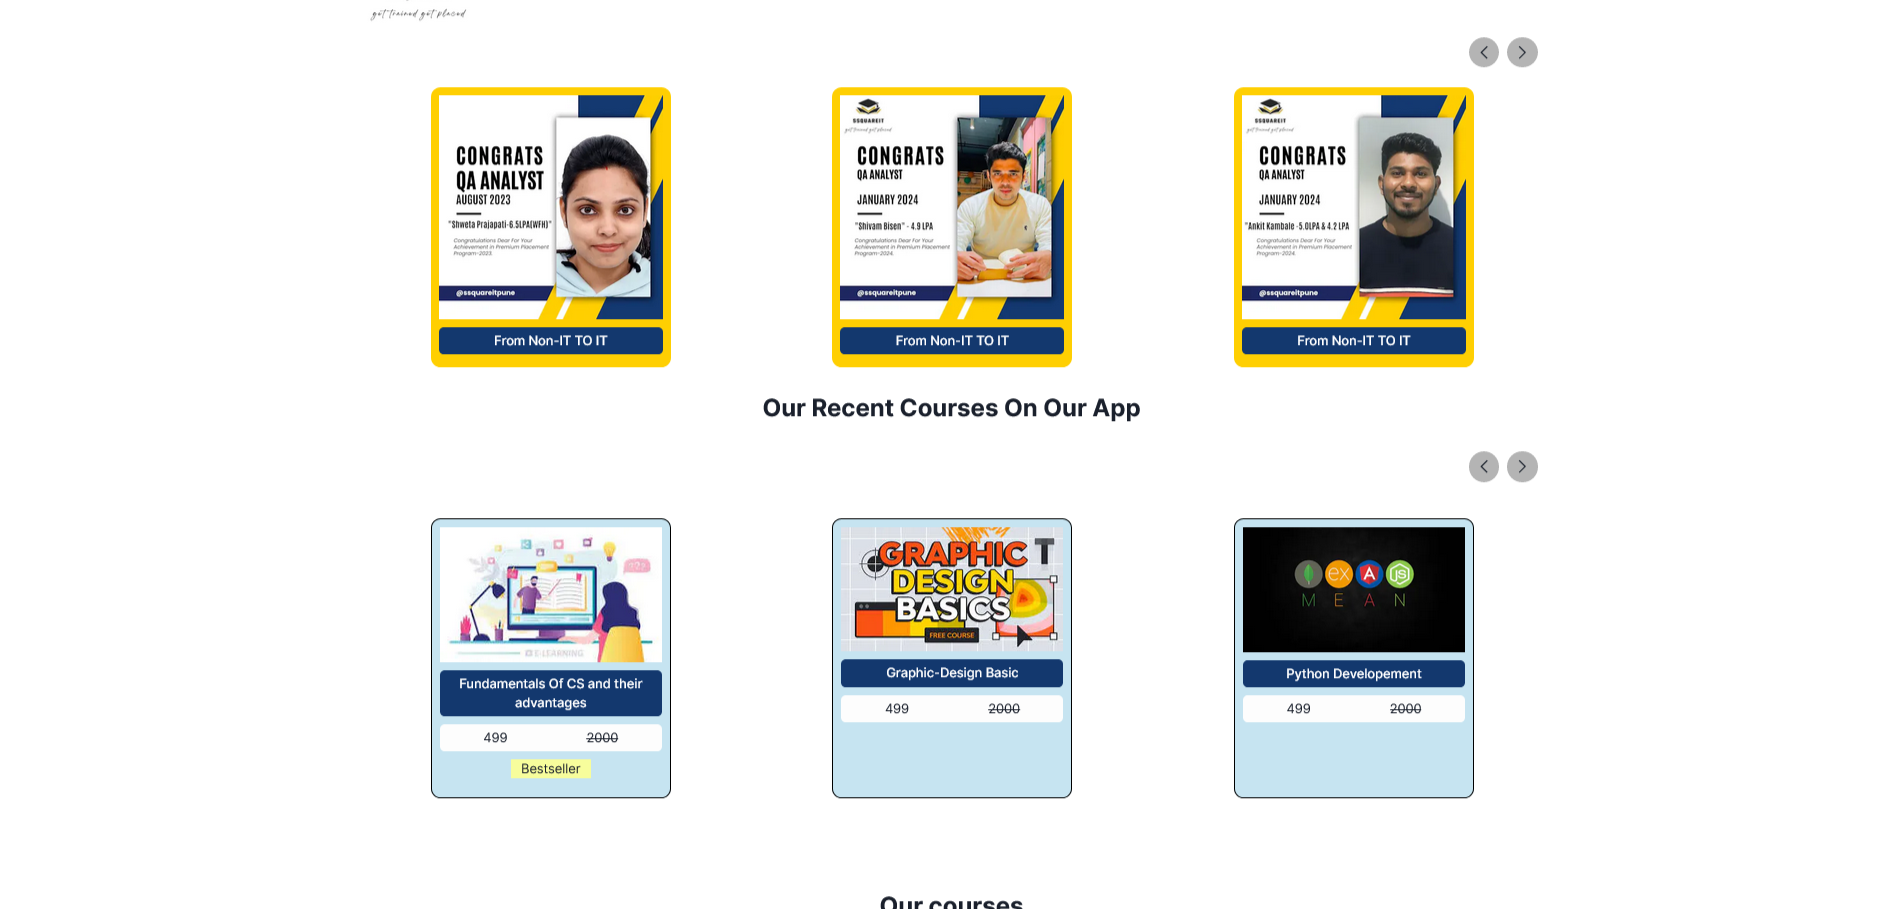 get trained get placed
CONGRATS
QA ANALYST
AUGUST 2023
"Shweta Prajapati-6.5LPA(WFH)"
Congratulations Dear For Your
Achievement in Premium Placement
Program-2023.
@ssquareitpune
From Non-IT TO IT
SSQUAREIT
get trained get placed
CONGRATS
QA ANALYST
JANUARY 2024
"Shivam Bisen" - 4.9 LPA
Congratulations Dear For Your
Achievement in Premium Placement
Program-2024.
@ssquareitpune
From Non-IT TO IT
SSQUAREIT
get trained get placed
CONGRATS
QA ANALYST
JANUARY 2024
"Ankit Kambale -5.0LPA & 4.2 LPA
Congratulations Dear For Your
Achievement in Premium Placement
Program-2024.
@ssquareitpune
From Non-IT TO IT
Our Recent Courses On Our App
E-LEARNING
Fundamentals Of CS and their
advantages
499 2000
Bestseller
GRAPHIC T
DESIGN
BASICS
FREE COURSE
Graphic-Design Basic
499 2000
ex A JS
M E A N
Python Developement
499 2000
Our courses